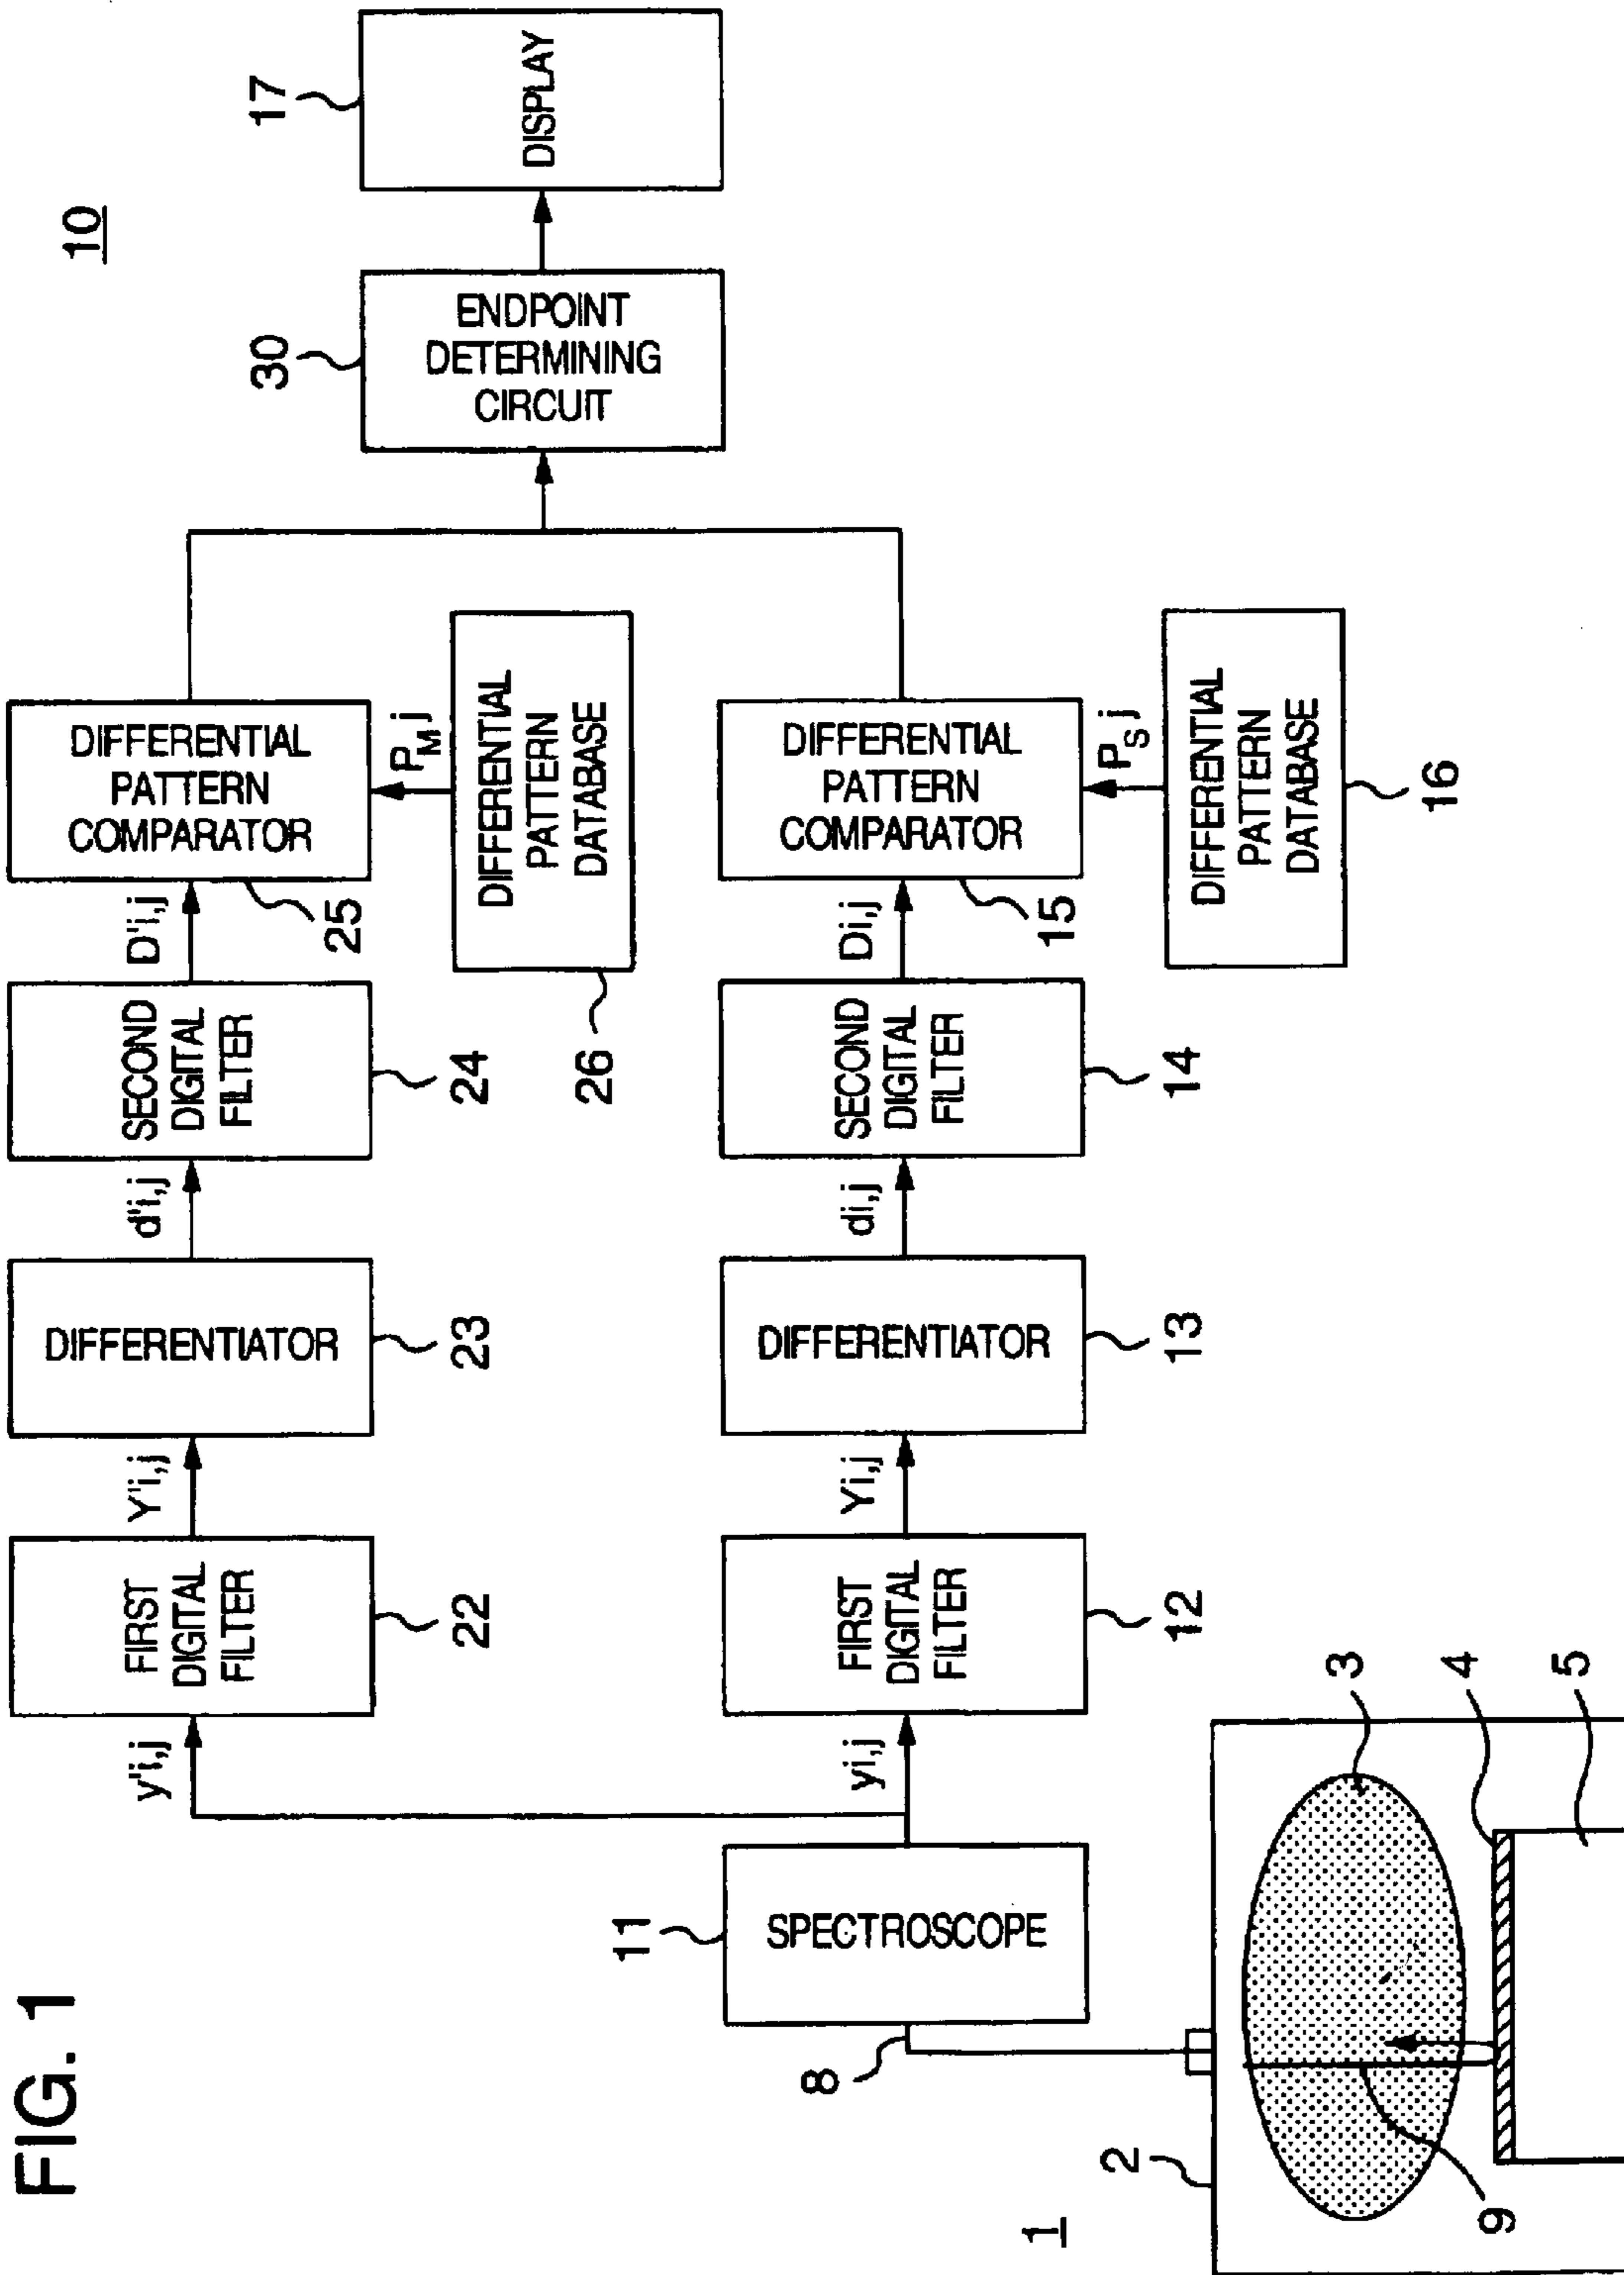 FIG. 1
10
1
2
3
4
5
9
8
11
SPECTROSCOPE
y'i,j
FIRST
DIGITAL
FILTER
22
Y'i,j
DIFFERENTIATOR
23
d'i,j
SECOND
DIGITAL
FILTER
24
D'i,j
DIFFERENTIAL
PATTERN
COMPARATOR
25
PMj
DIFFERENTIAL
PATTERN
DATABASE
26
yi,j
FIRST
DIGITAL
FILTER
12
Yi,j
DIFFERENTIATOR
13
di,j
SECOND
DIGITAL
FILTER
14
Di,j
DIFFERENTIAL
PATTERN
COMPARATOR
15
PSj
DIFFERENTIAL
PATTERN
DATABASE
16
30
ENDPOINT
DETERMINING
CIRCUIT
17
DISPLAY